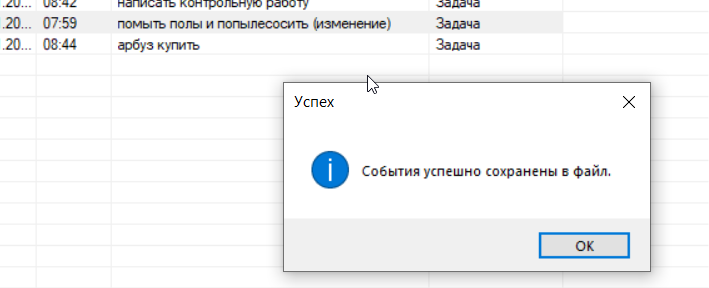 .20... 08:42 написать контрольную работу Задача
.20... 07:59 помыть полы и попылесосить (изменение) Задача
.20... 08:44 арбуз купить Задача
Успех
События успешно сохранены в файл.
ОК